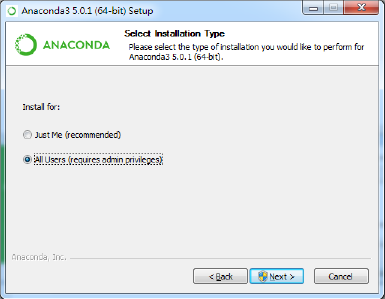 Anaconda3 5.0.1 (64-bit) Setup
ANACONDA
Select Installation Type
Please select the type of installation you would like to perform for
Anaconda3 5.0.1 (64-bit).
Install for:
Just Me (recommended)
All Users (requires admin privileges)
Anaconda, Inc.
< Back
Next >
Cancel